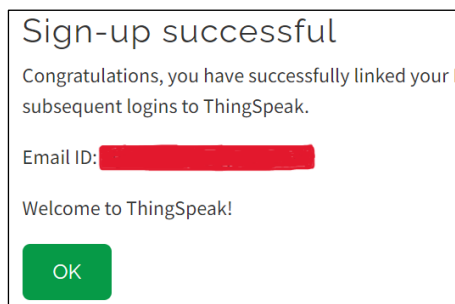 Sign-up successful
Congratulations, you have successfully linked your
subsequent logins to ThingSpeak.
Email ID:
Welcome to ThingSpeak!
OK